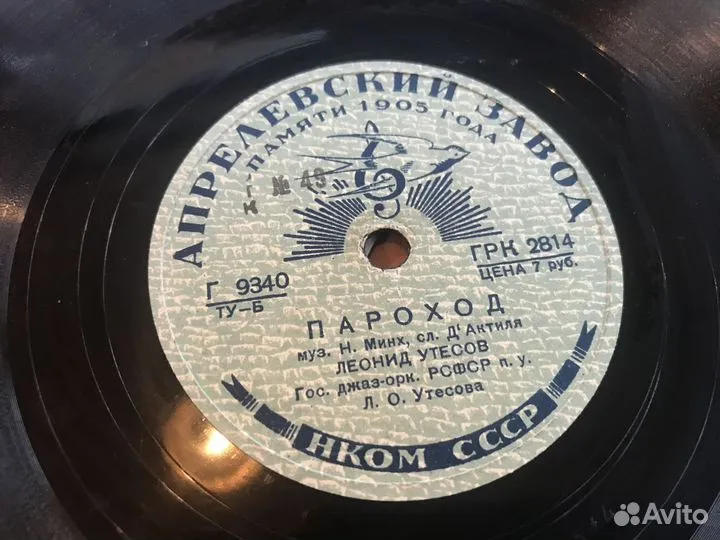 АПРЕЛЕВСКИЙ ЗАВОД
ПАМЯТИ 1905 ГОДА
№ 49
Г 9340
ТУ-Б
ГРК 2814
ЦЕНА 7 руб.
ПАРОХОД
муз. Н. Минх, сл. Д'Актиля
ЛЕОНИД УТЕСОВ
Гос. джаз-орк. РСФСР п. у.
Л. О. Утесова
НКОМ СССР
Avito